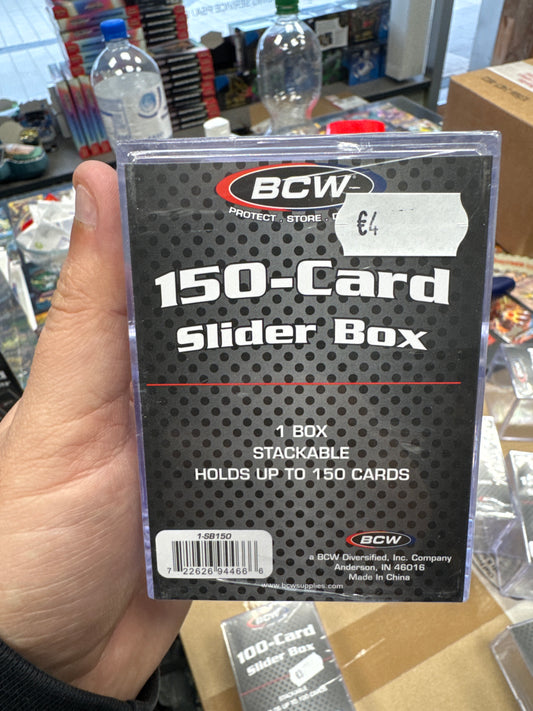 BCW
PROTECT . STORE . D
€4
150-Card
Slider Box
1 BOX
STACKABLE
HOLDS UP TO 150 CARDS
1-SB150
7 22626 94466 6
BCW
a BCW Diversified, Inc. Company
Anderson, IN 46016
Made In China
www.bcwsupplies.com
100-Card
Slider Box
STACKABLE